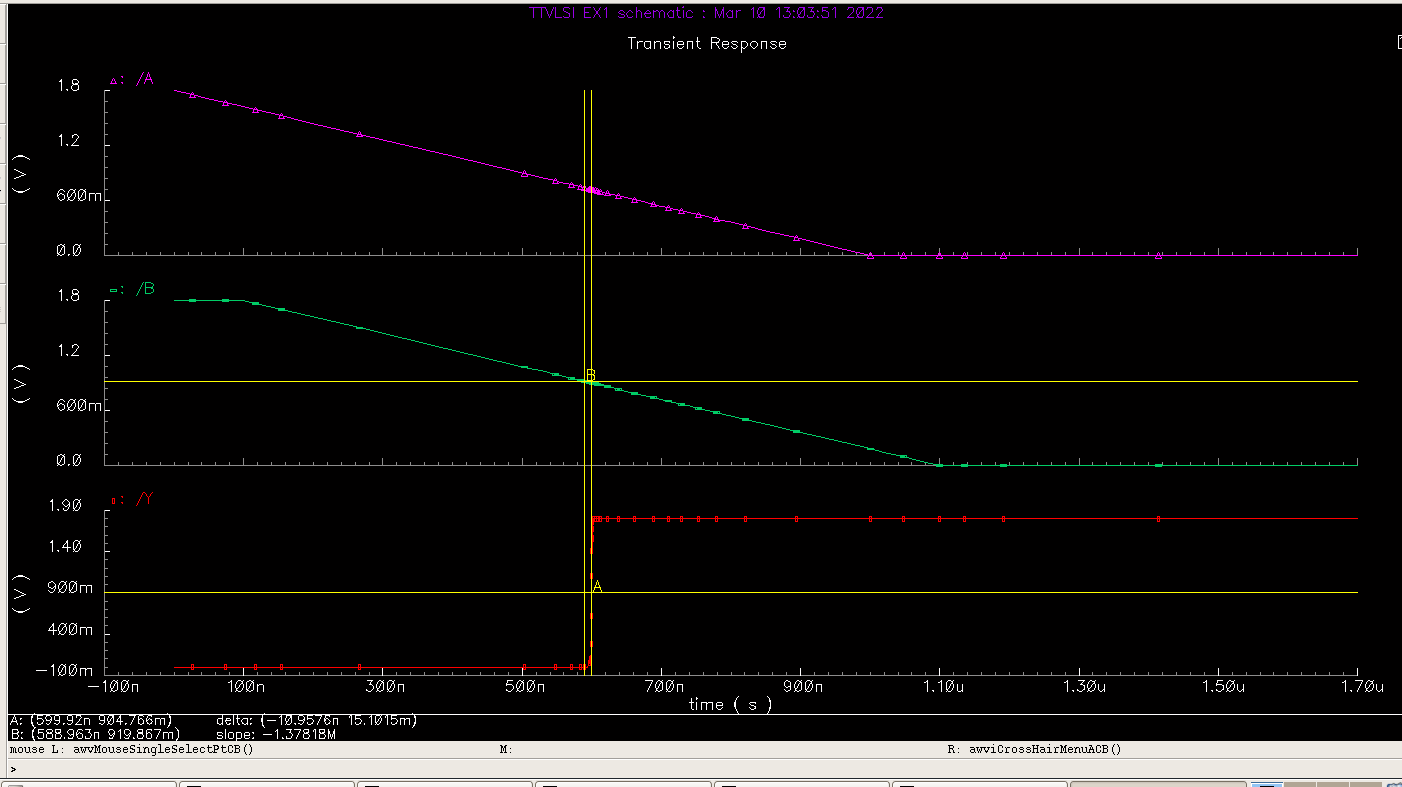 TTVLSI EX1 schematic : Mar 10 13:03:51 2022
Transient Response
: /A
1.8
1.2
600m
0.0
(V)
: /B
1.8
1.2
600m
0.0
(V)
B
: /Y
1.90
1.40
900m
400m
-100m
(V)
A
-100n 100n 300n 500n 700n 900n 1.10u 1.30u 1.50u 1.70u
time ( s )
A: (599.92n 904.766m) delta: (-10.9576n 15.1015m)
B: (588.963n 919.867m) slope: -1.37818M
mouse L: awvMouseSingleSelectPtCB() M: R: awviCrossHairMenuACB()
>